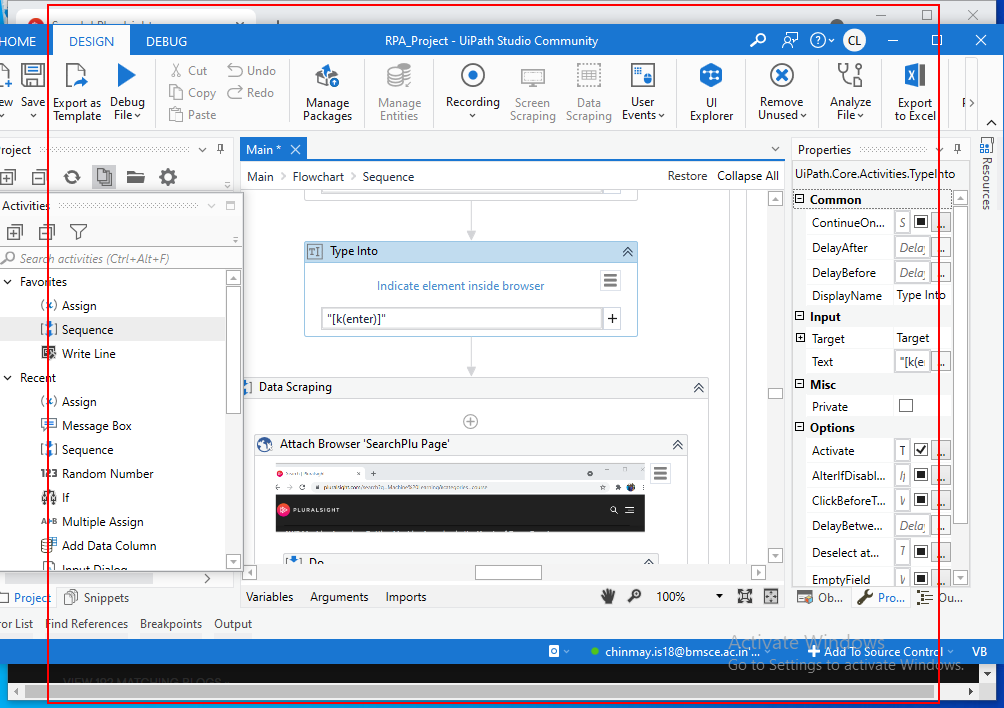 HOME
DESIGN
DEBUG
RPA_Project - UiPath Studio Community
CL
Save
Export as
Template
Debug
File
Cut
Copy
Paste
Undo
Redo
Manage
Packages
Manage
Entities
Recording
Screen
Scraping
Data
Scraping
User
Events
UI
Explorer
Remove
Unused
Analyze
File
Export
to Excel
Main *
Properties
Resources
Main
Flowchart
Sequence
Restore
Collapse All
UiPath.Core.Activities.TypeInto
Activities
Search activities (Ctrl+Alt+F)
Favorites
Assign
Sequence
Write Line
Recent
Assign
Message Box
Sequence
Random Number
If
Multiple Assign
Add Data Column
Input Dialog
Type Into
Indicate element inside browser
"[k(enter)]"
Data Scraping
Attach Browser 'SearchPlu Page'
PLURALSIGHT
Do
Common
ContinueOn...
DelayAfter
DelayBefore
DisplayName
Type Into
Input
Target
Target
Text
"[k(e
Misc
Private
Options
Activate
AlterIfDisabl...
ClickBeforeT...
DelayBetwe...
Deselect at...
EmptyField
Variables
Arguments
Imports
100%
Ob...
Pro...
Ou...
Project
Snippets
Find References
Breakpoints
Output
chinmay.is18@bmsce.ac.in ...
Add To Source Control
VB
Activate Windows
Go to Settings to activate Windows.